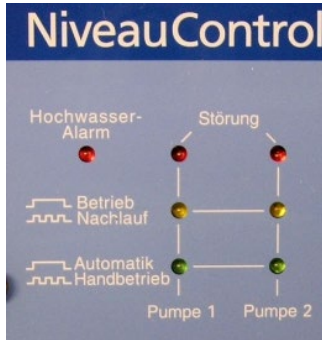 NiveauControl
Hochwasser-
Alarm
Störung
Betrieb
Nachlauf
Automatik
Handbetrieb
Pumpe 1
Pumpe 2